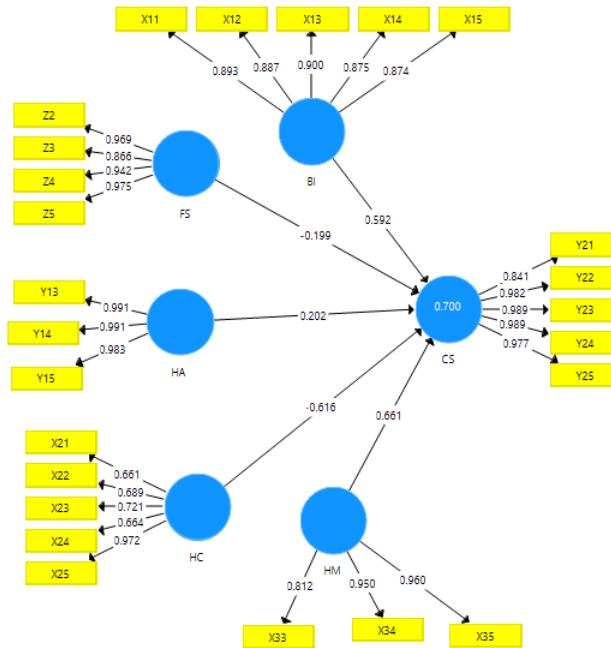 X11
X12
X13
X14
X15
0.893
0.887
0.900
0.875
0.874
BI
Z2
Z3
Z4
Z5
0.969
0.866
0.942
0.975
FS
0.592
-0.199
Y13
Y14
Y15
0.991
0.991
0.983
HA
0.202
0.700
CS
0.841
0.982
0.989
0.989
0.977
Y21
Y22
Y23
Y24
Y25
-0.616
0.661
X21
X22
X23
X24
X25
0.661
0.689
0.721
0.664
0.972
HC
HM
0.812
0.950
0.960
X33
X34
X35